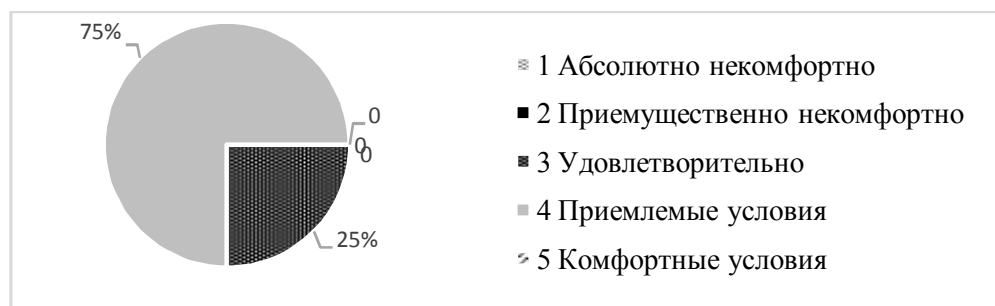 75%
0
0
0
25%
1 Абсолютно некомфортно
2 Приемущественно некомфортно
3 Удовлетворительно
4 Приемлемые условия
5 Комфортные условия